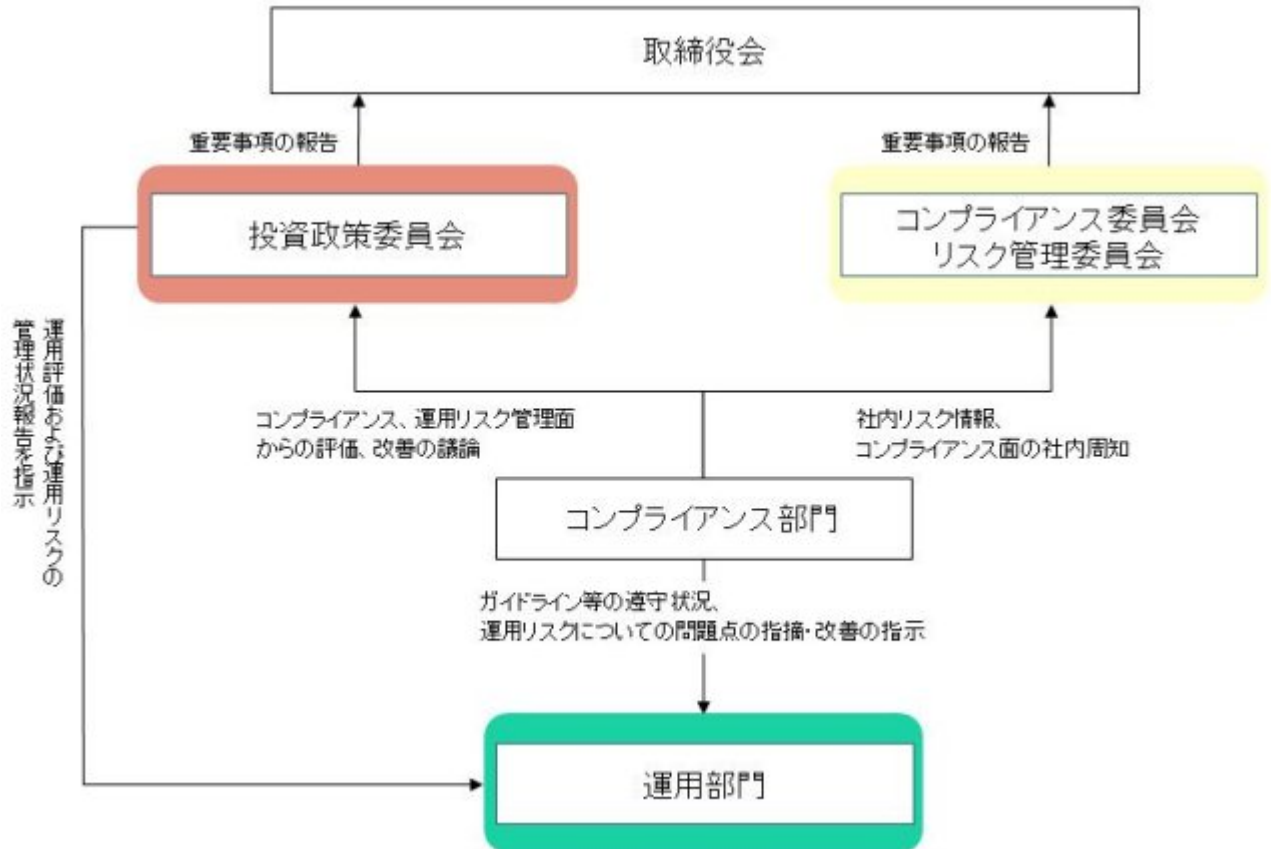 取締役会
重要事項の報告
重要事項の報告
投資政策委員会
コンプライアンス委員会
リスク管理委員会
運用評価および運用リスクの
管理状況報告を指示
コンプライアンス、運用リスク管理面
からの評価、改善の議論
社内リスク情報、
コンプライアンス面の社内周知
コンプライアンス部門
ガイドライン等の遵守状況、
運用リスクについての問題点の指摘・改善の指示
運用部門